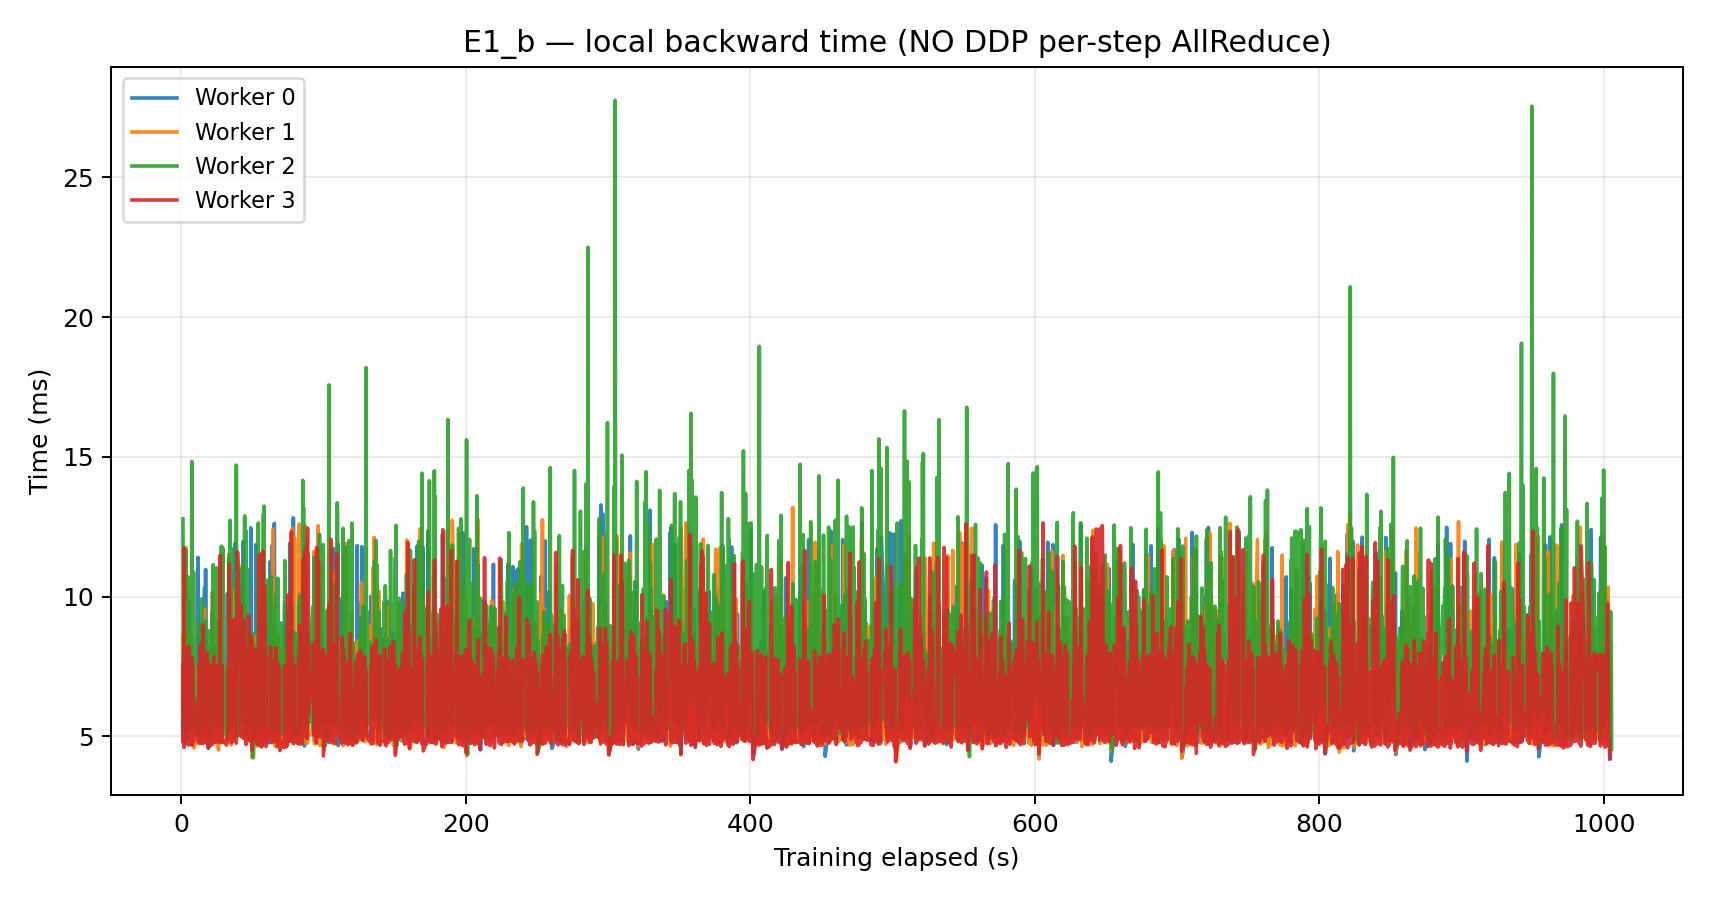 E1_b — local backward time (NO DDP per-step AllReduce)
Worker 0
Worker 1
Worker 2
Worker 3
Time (ms)
25
20
15
10
5
0 200 400 600 800 1000
Training elapsed (s)